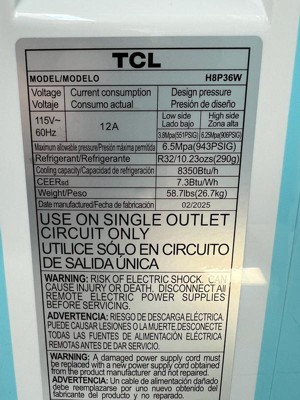 TCL
MODEL/MODELO H8P36W
Voltage Current consumption Design pressure
Voltaje Consumo actual Presión de diseño
115V~ 60Hz 12A Low side Lado bajo High side Zona alta
3.8Mpa(551PSIG) 6.25Mpa(906PSIG)
Maximum allowable pressure/Presión máxima permitida 6.5Mpa(943PSIG)
Refrigerant/Refrigerante R32/10.23ozs(290g)
Cooling capacity/Capacidad de refrigeración 8350Btu/h
CEERSD 7.3Btu/Wh
Weight/Peso 58.7lbs(26.7kg)
Date manufactured/Fecha de fabricación 02/2025
USE ON SINGLE OUTLET
CIRCUIT ONLY
UTILICE SÓLO EN CIRCUITO
DE SALIDA ÚNICA
WARNING: RISK OF ELECTRIC SHOCK. CAN
CAUSE INJURY OR DEATH. DISCONNECT All
REMOTE ELECTRIC POWER SUPPLIES
BEFORE SERVICING.
ADVERTENCIA: RIESGO DE DESCARGA ELÉCTRICA.
PUEDE CAUSAR LESIONES O LA MUERTE.DESCONECTE
TODAS LAS FUENTES DE ALIMENTACIÓN ELÉCTRICA
REMOTAS ANTES DE DAR SERVICIO.
WARNING: A damaged power supply cord must
be replaced with a new power supply cord obtained
from the product manufacturer and not repaired.
ADVERTENCIA: Un cable de alimentación dañado
debe reemplazarse por uno nuevo obtenido del
fabricante del producto y no repararlo.